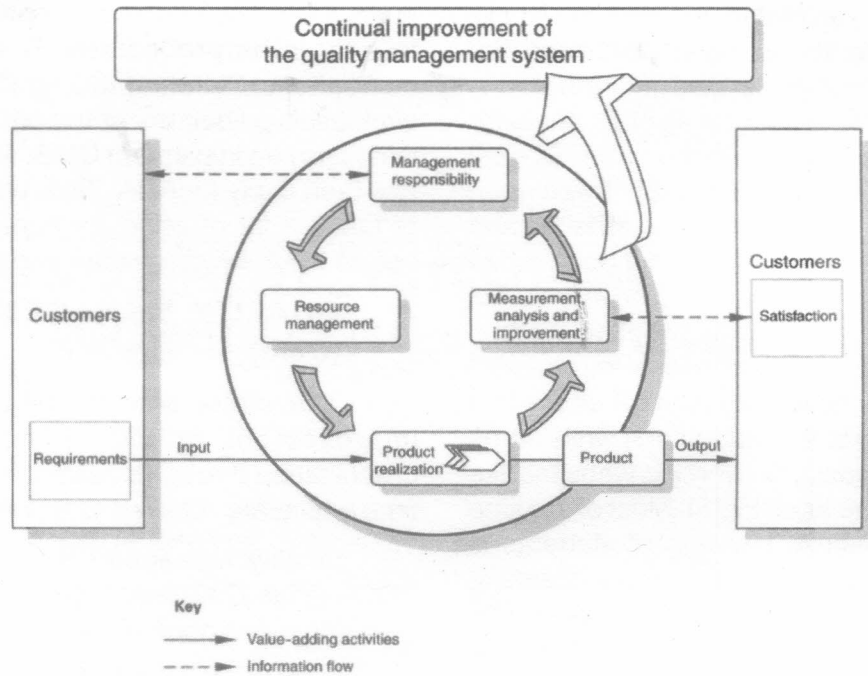 Continual improvement of
the quality management system
Management
responsibility
Customers
Resource
management
Measurement,
analysis and
improvement
Customers
Satisfaction
Requirements
Input
Product
realization
Product
Output
Key
Value-adding activities
Information flow